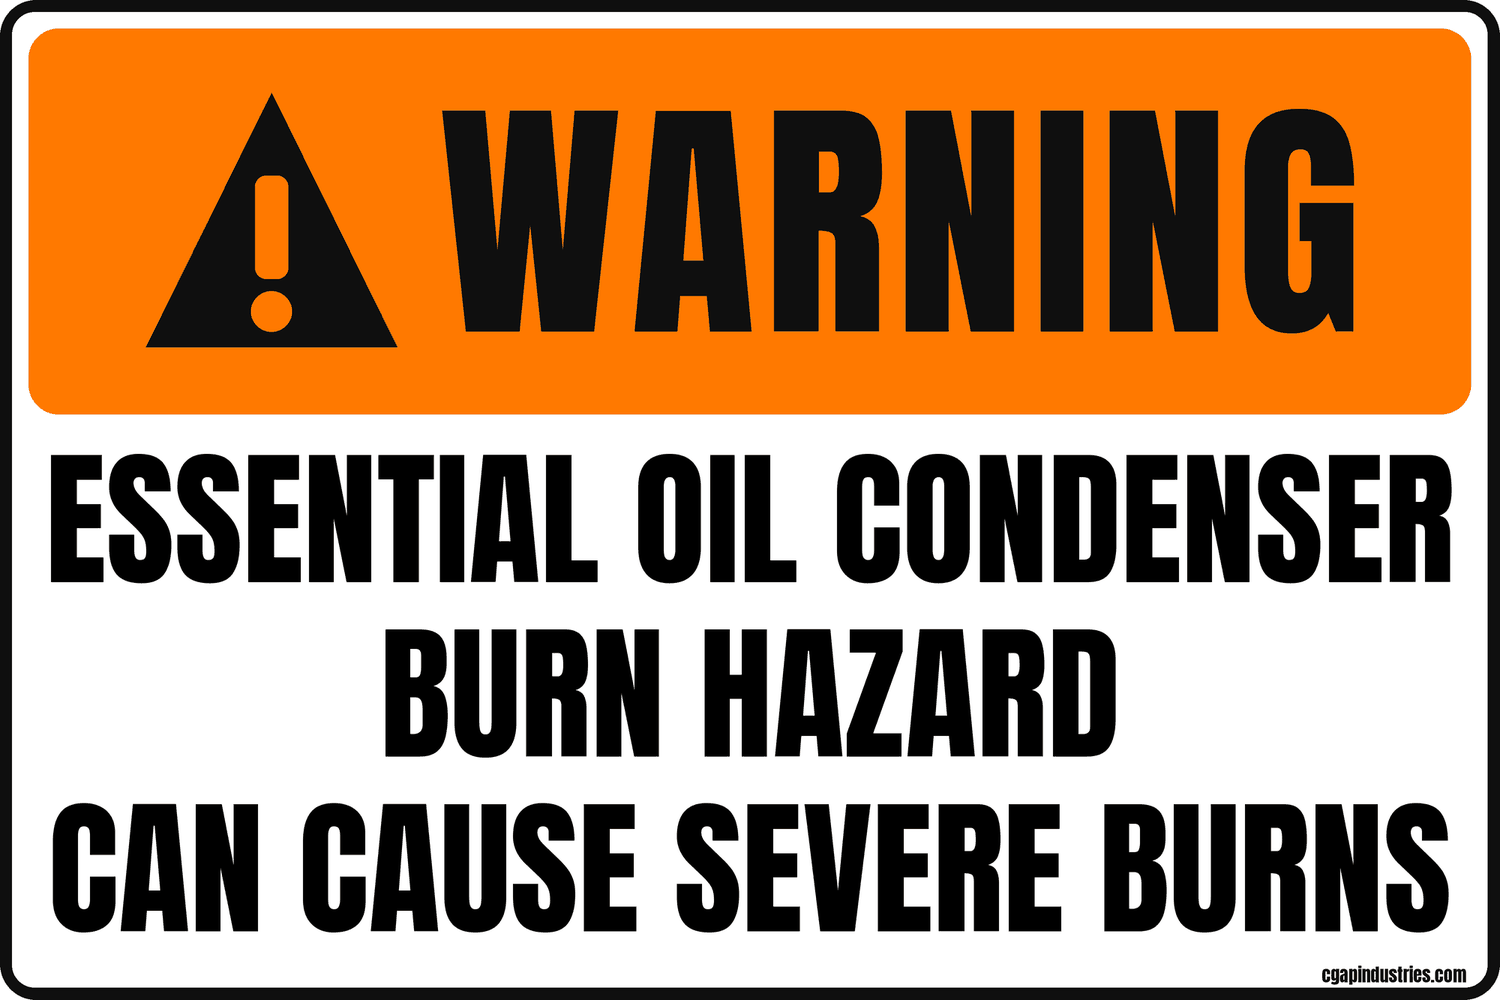 WARNING
ESSENTIAL OIL CONDENSER
BURN HAZARD
CAN CAUSE SEVERE BURNS
cgapindustries.com